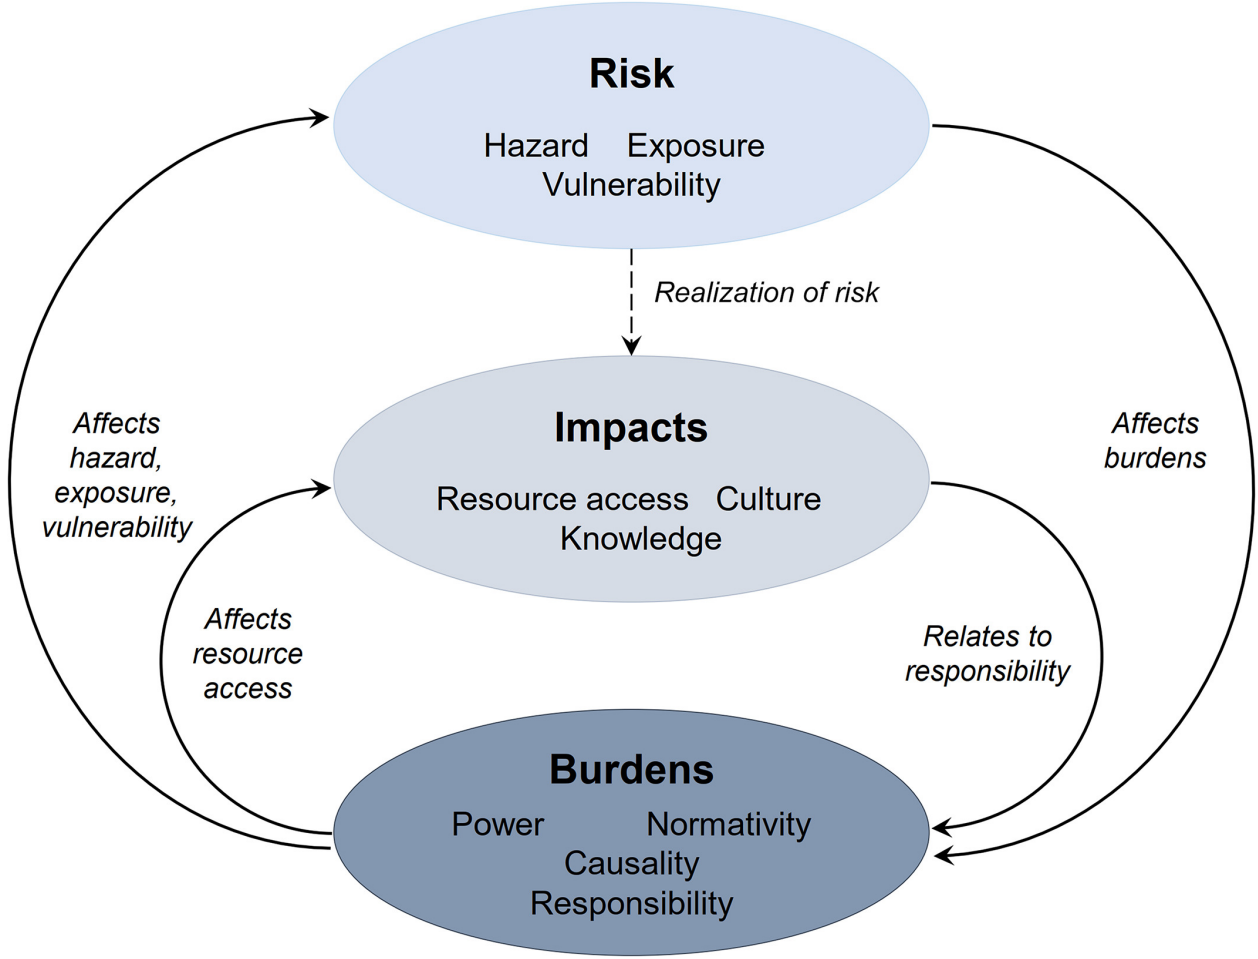 Risk
Hazard Exposure
Vulnerability
Realization of risk
Affects
hazard,
exposure,
vulnerability
Affects
burdens
Impacts
Resource access Culture
Knowledge
Affects
resource
access
Relates to
responsibility
Burdens
Power Normativity
Causality
Responsibility